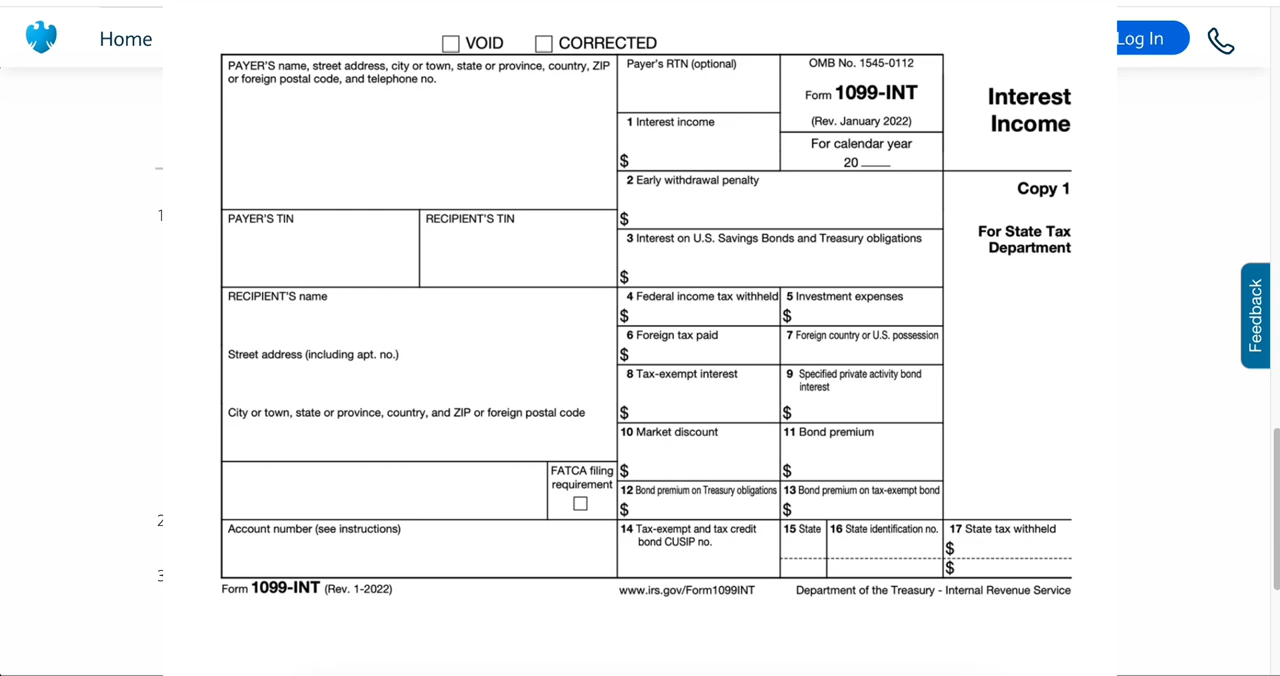 Home
Log In
Feedback
1
2
3
VOID
CORRECTED
PAYER'S name, street address, city or town, state or province, country, ZIP
or foreign postal code, and telephone no.
Payer's RTN (optional)
OMB No. 1545-0112
Form 1099-INT
(Rev. January 2022)
For calendar year
20 ____
Interest
Income
1 Interest income
$
2 Early withdrawal penalty
$
Copy 1
For State Tax
Department
PAYER'S TIN
RECIPIENT'S TIN
3 Interest on U.S. Savings Bonds and Treasury obligations
$
RECIPIENT'S name
Street address (including apt. no.)
City or town, state or province, country, and ZIP or foreign postal code
4 Federal income tax withheld
$
5 Investment expenses
$
6 Foreign tax paid
$
7 Foreign country or U.S. possession
8 Tax-exempt interest
$
9 Specified private activity bond
interest
$
10 Market discount
$
11 Bond premium
$
FATCA filing
requirement
12 Bond premium on Treasury obligations
$
13 Bond premium on tax-exempt bond
$
Account number (see instructions)
14 Tax-exempt and tax credit
bond CUSIP no.
15 State
16 State identification no.
17 State tax withheld
$
$
Form 1099-INT (Rev. 1-2022)
www.irs.gov/Form1099INT
Department of the Treasury - Internal Revenue Service